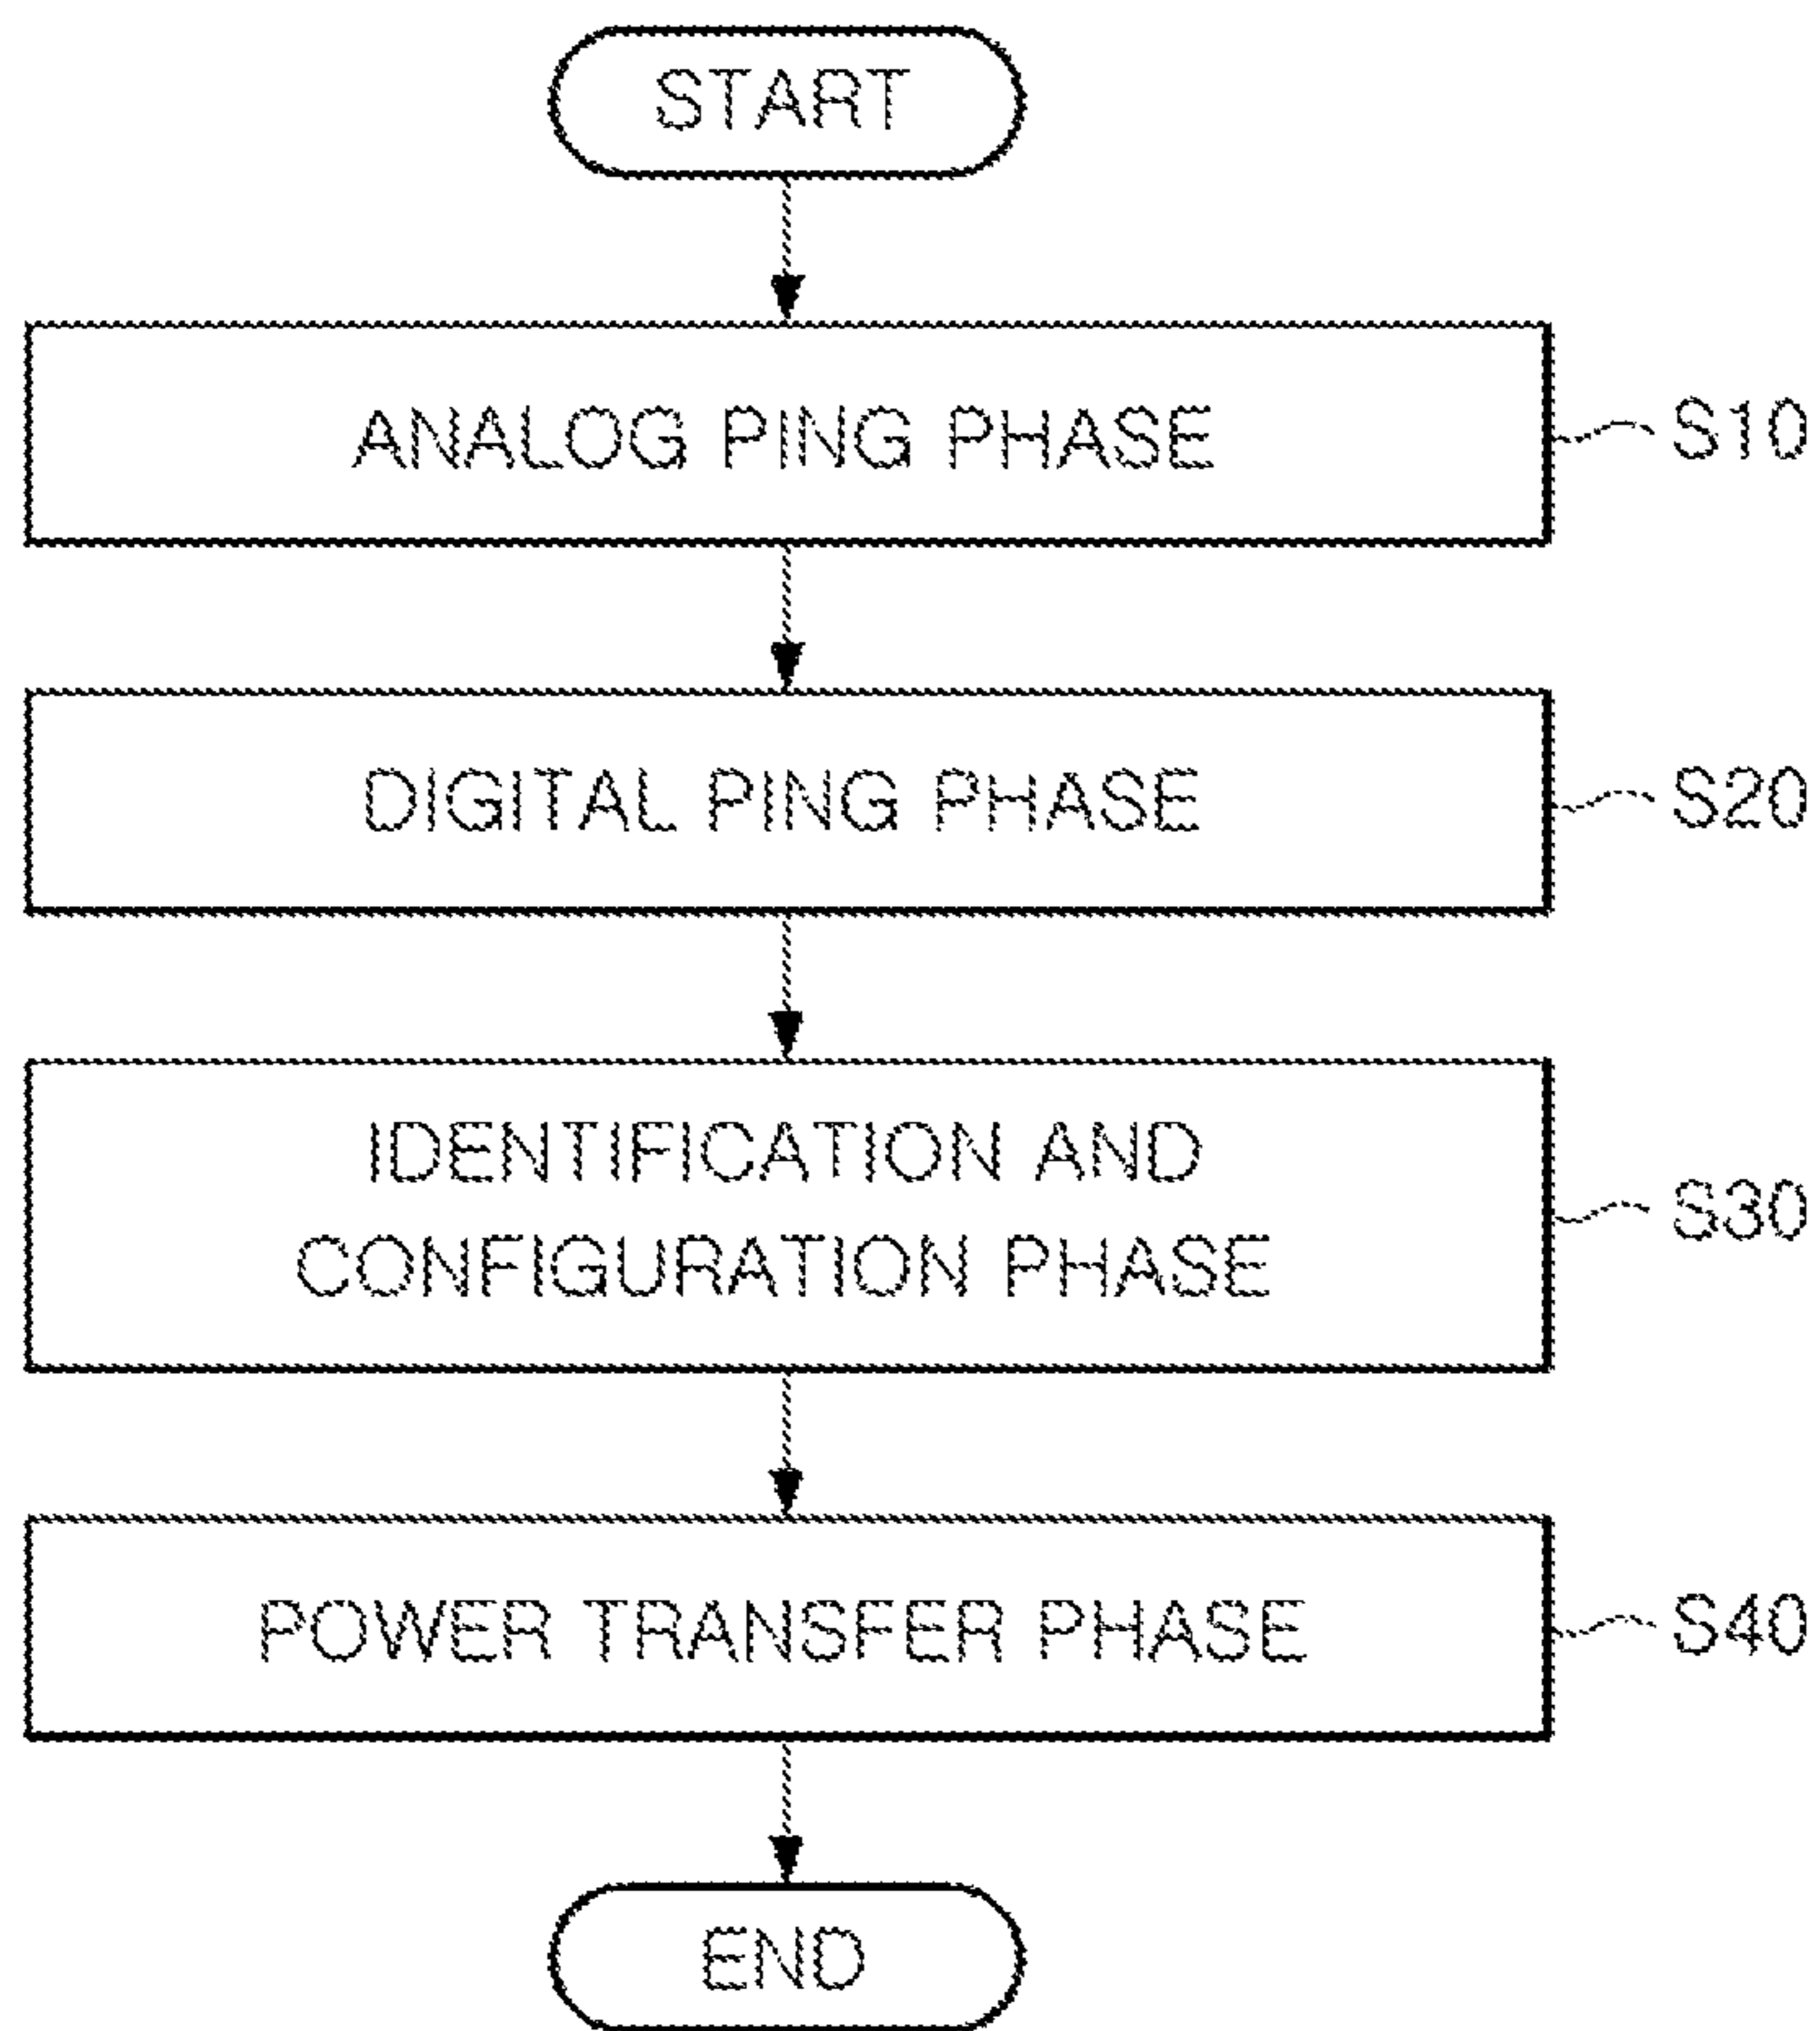 START
ANALOG PING PHASE
S10
DIGITAL PING PHASE
S20
IDENTIFICATION AND
CONFIGURATION PHASE
S30
POWER TRANSFER PHASE
S40
END